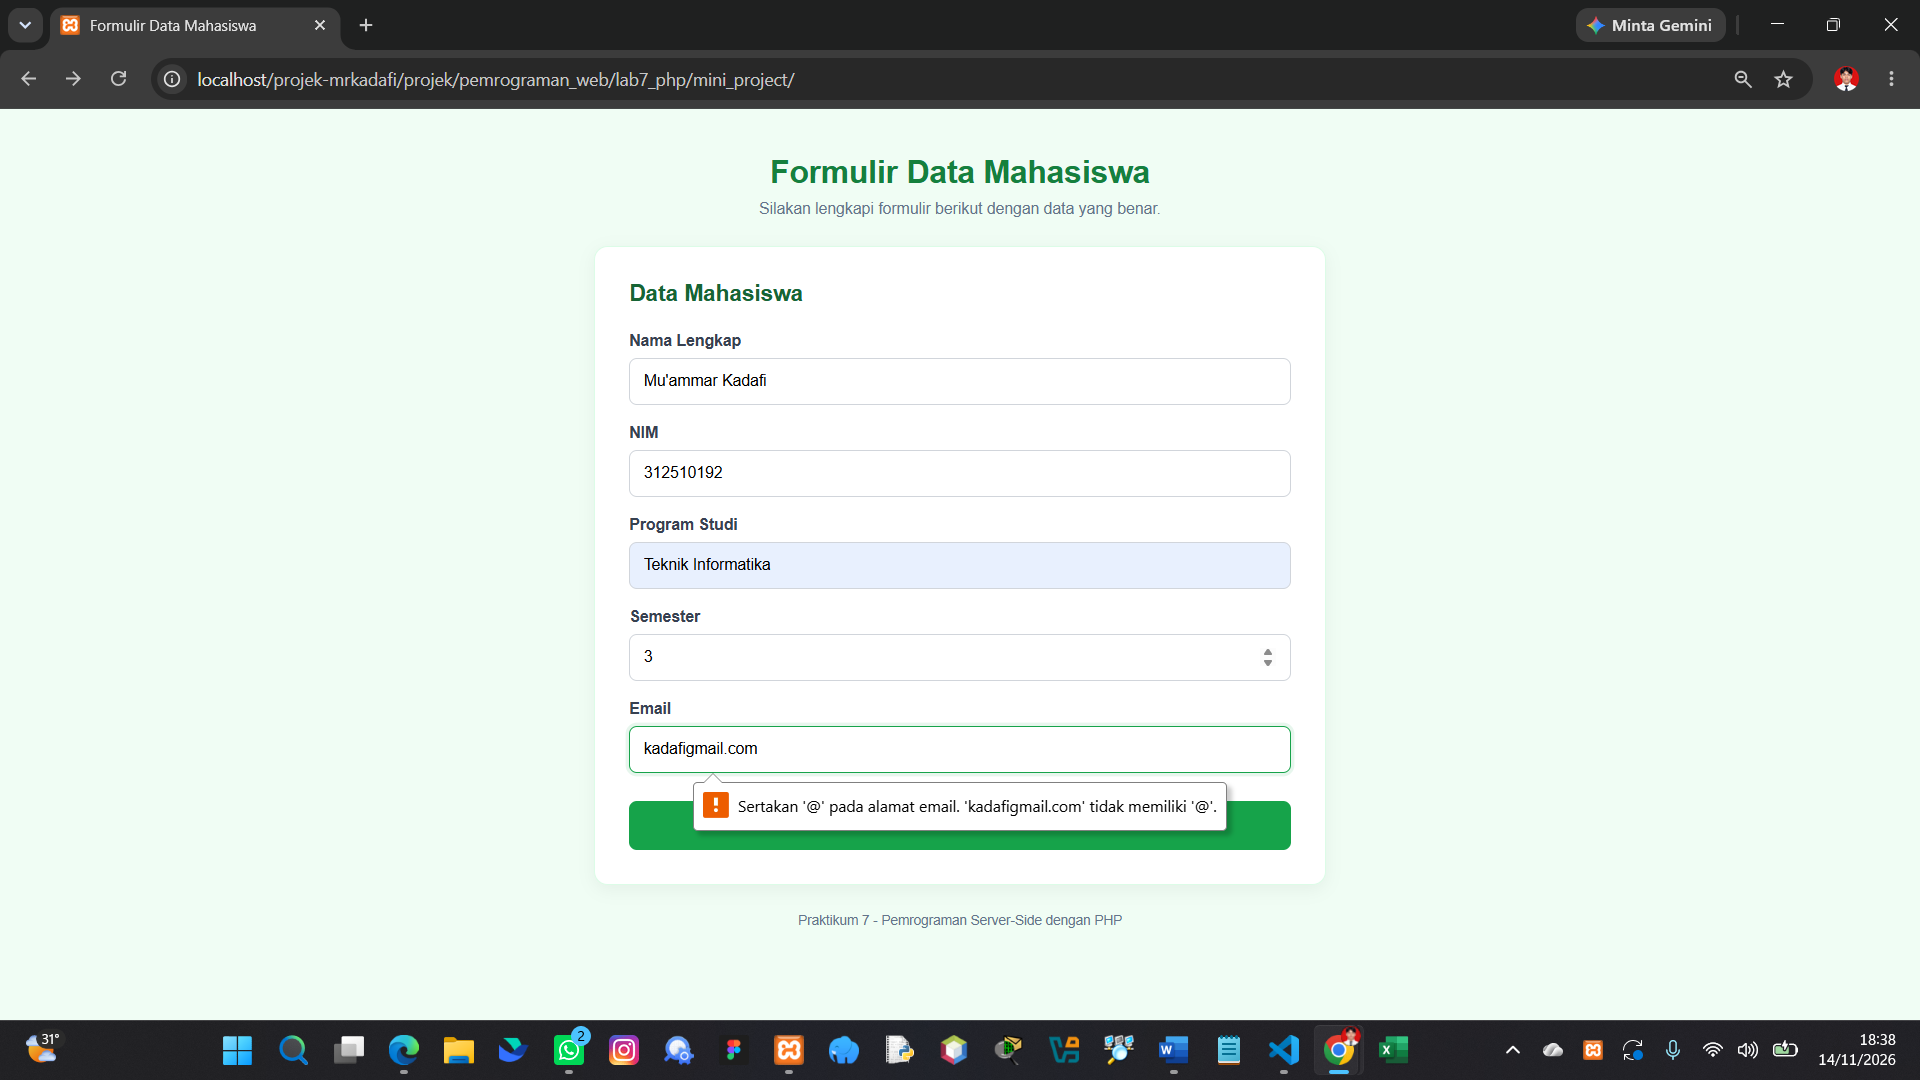 Formulir Data Mahasiswa
Minta Gemini
localhost/projek-mrkadafi/projek/pemrograman_web/lab7_php/mini_project/
Formulir Data Mahasiswa
Silakan lengkapi formulir berikut dengan data yang benar.
Data Mahasiswa
Nama Lengkap
Mu'ammar Kadafi
NIM
312510192
Program Studi
Teknik Informatika
Semester
3
Email
kadafigmail.com
Sertakan '@' pada alamat email. 'kadafigmail.com' tidak memiliki '@'.
Praktikum 7 - Pemrograman Server-Side dengan PHP
31°
2
18:38
14/11/2026